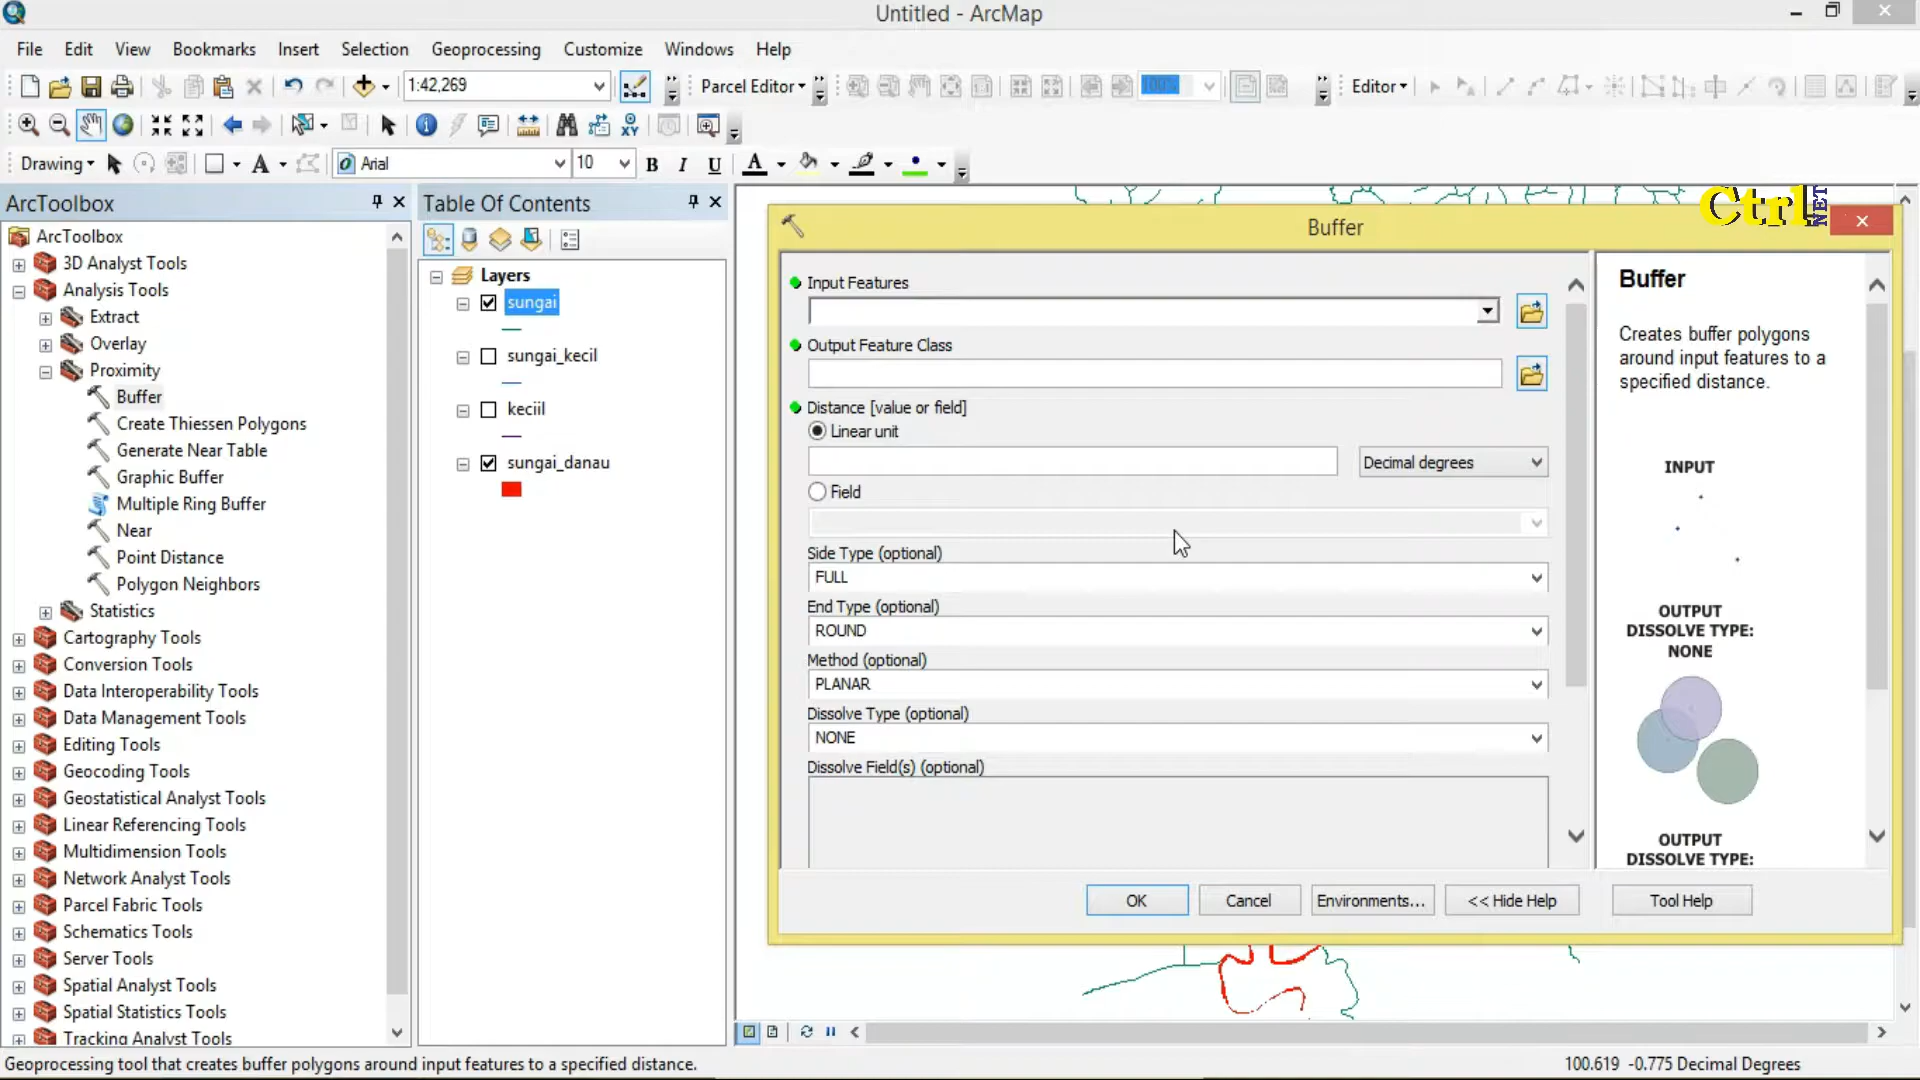 Untitled - ArcMap
File Edit View Bookmarks Insert Selection Geoprocessing Customize Windows Help
1:42,269 Parcel Editor 100% Editor
XY
Drawing A Arial 10 B I U A
ArcToolbox
ArcToolbox
3D Analyst Tools
Analysis Tools
Extract
Overlay
Proximity
Buffer
Create Thiessen Polygons
Generate Near Table
Graphic Buffer
Multiple Ring Buffer
Near
Point Distance
Polygon Neighbors
Statistics
Cartography Tools
Conversion Tools
Data Interoperability Tools
Data Management Tools
Editing Tools
Geocoding Tools
Geostatistical Analyst Tools
Linear Referencing Tools
Multidimension Tools
Network Analyst Tools
Parcel Fabric Tools
Schematics Tools
Server Tools
Spatial Analyst Tools
Spatial Statistics Tools
Tracking Analyst Tools
Table Of Contents
Layers
sungai
sungai_kecil
keciil
sungai_danau
Ctrl NET
Buffer
Input Features
Output Feature Class
Distance [value or field]
Linear unit
Decimal degrees
Field
Side Type (optional)
FULL
End Type (optional)
ROUND
Method (optional)
PLANAR
Dissolve Type (optional)
NONE
Dissolve Field(s) (optional)
OK Cancel Environments... << Hide Help Tool Help
Buffer
Creates buffer polygons
around input features to a
specified distance.
INPUT
OUTPUT
DISSOLVE TYPE:
NONE
OUTPUT
DISSOLVE TYPE:
Geoprocessing tool that creates buffer polygons around input features to a specified distance.
100.619 -0.775 Decimal Degrees